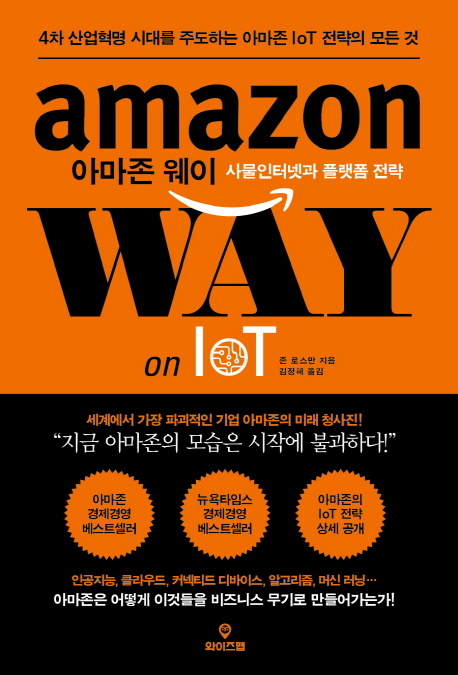 4차 산업혁명 시대를 주도하는 아마존 IoT 전략의 모든 것
amazon
아마존 웨이 사물인터넷과 플랫폼 전략
WAY
on IoT
존 로스만 지음
김정혜 옮김
세계에서 가장 파괴적인 기업 아마존의 미래 청사진!
“지금 아마존의 모습은 시작에 불과하다!”
아마존
경제경영
베스트셀러
뉴욕타임스
경제경영
베스트셀러
아마존의
IoT 전략
상세 공개
인공지능, 클라우드, 커넥티드 디바이스, 알고리즘, 머신 러닝…
아마존은 어떻게 이것들을 비즈니스 무기로 만들어가는가!
와이즈맵